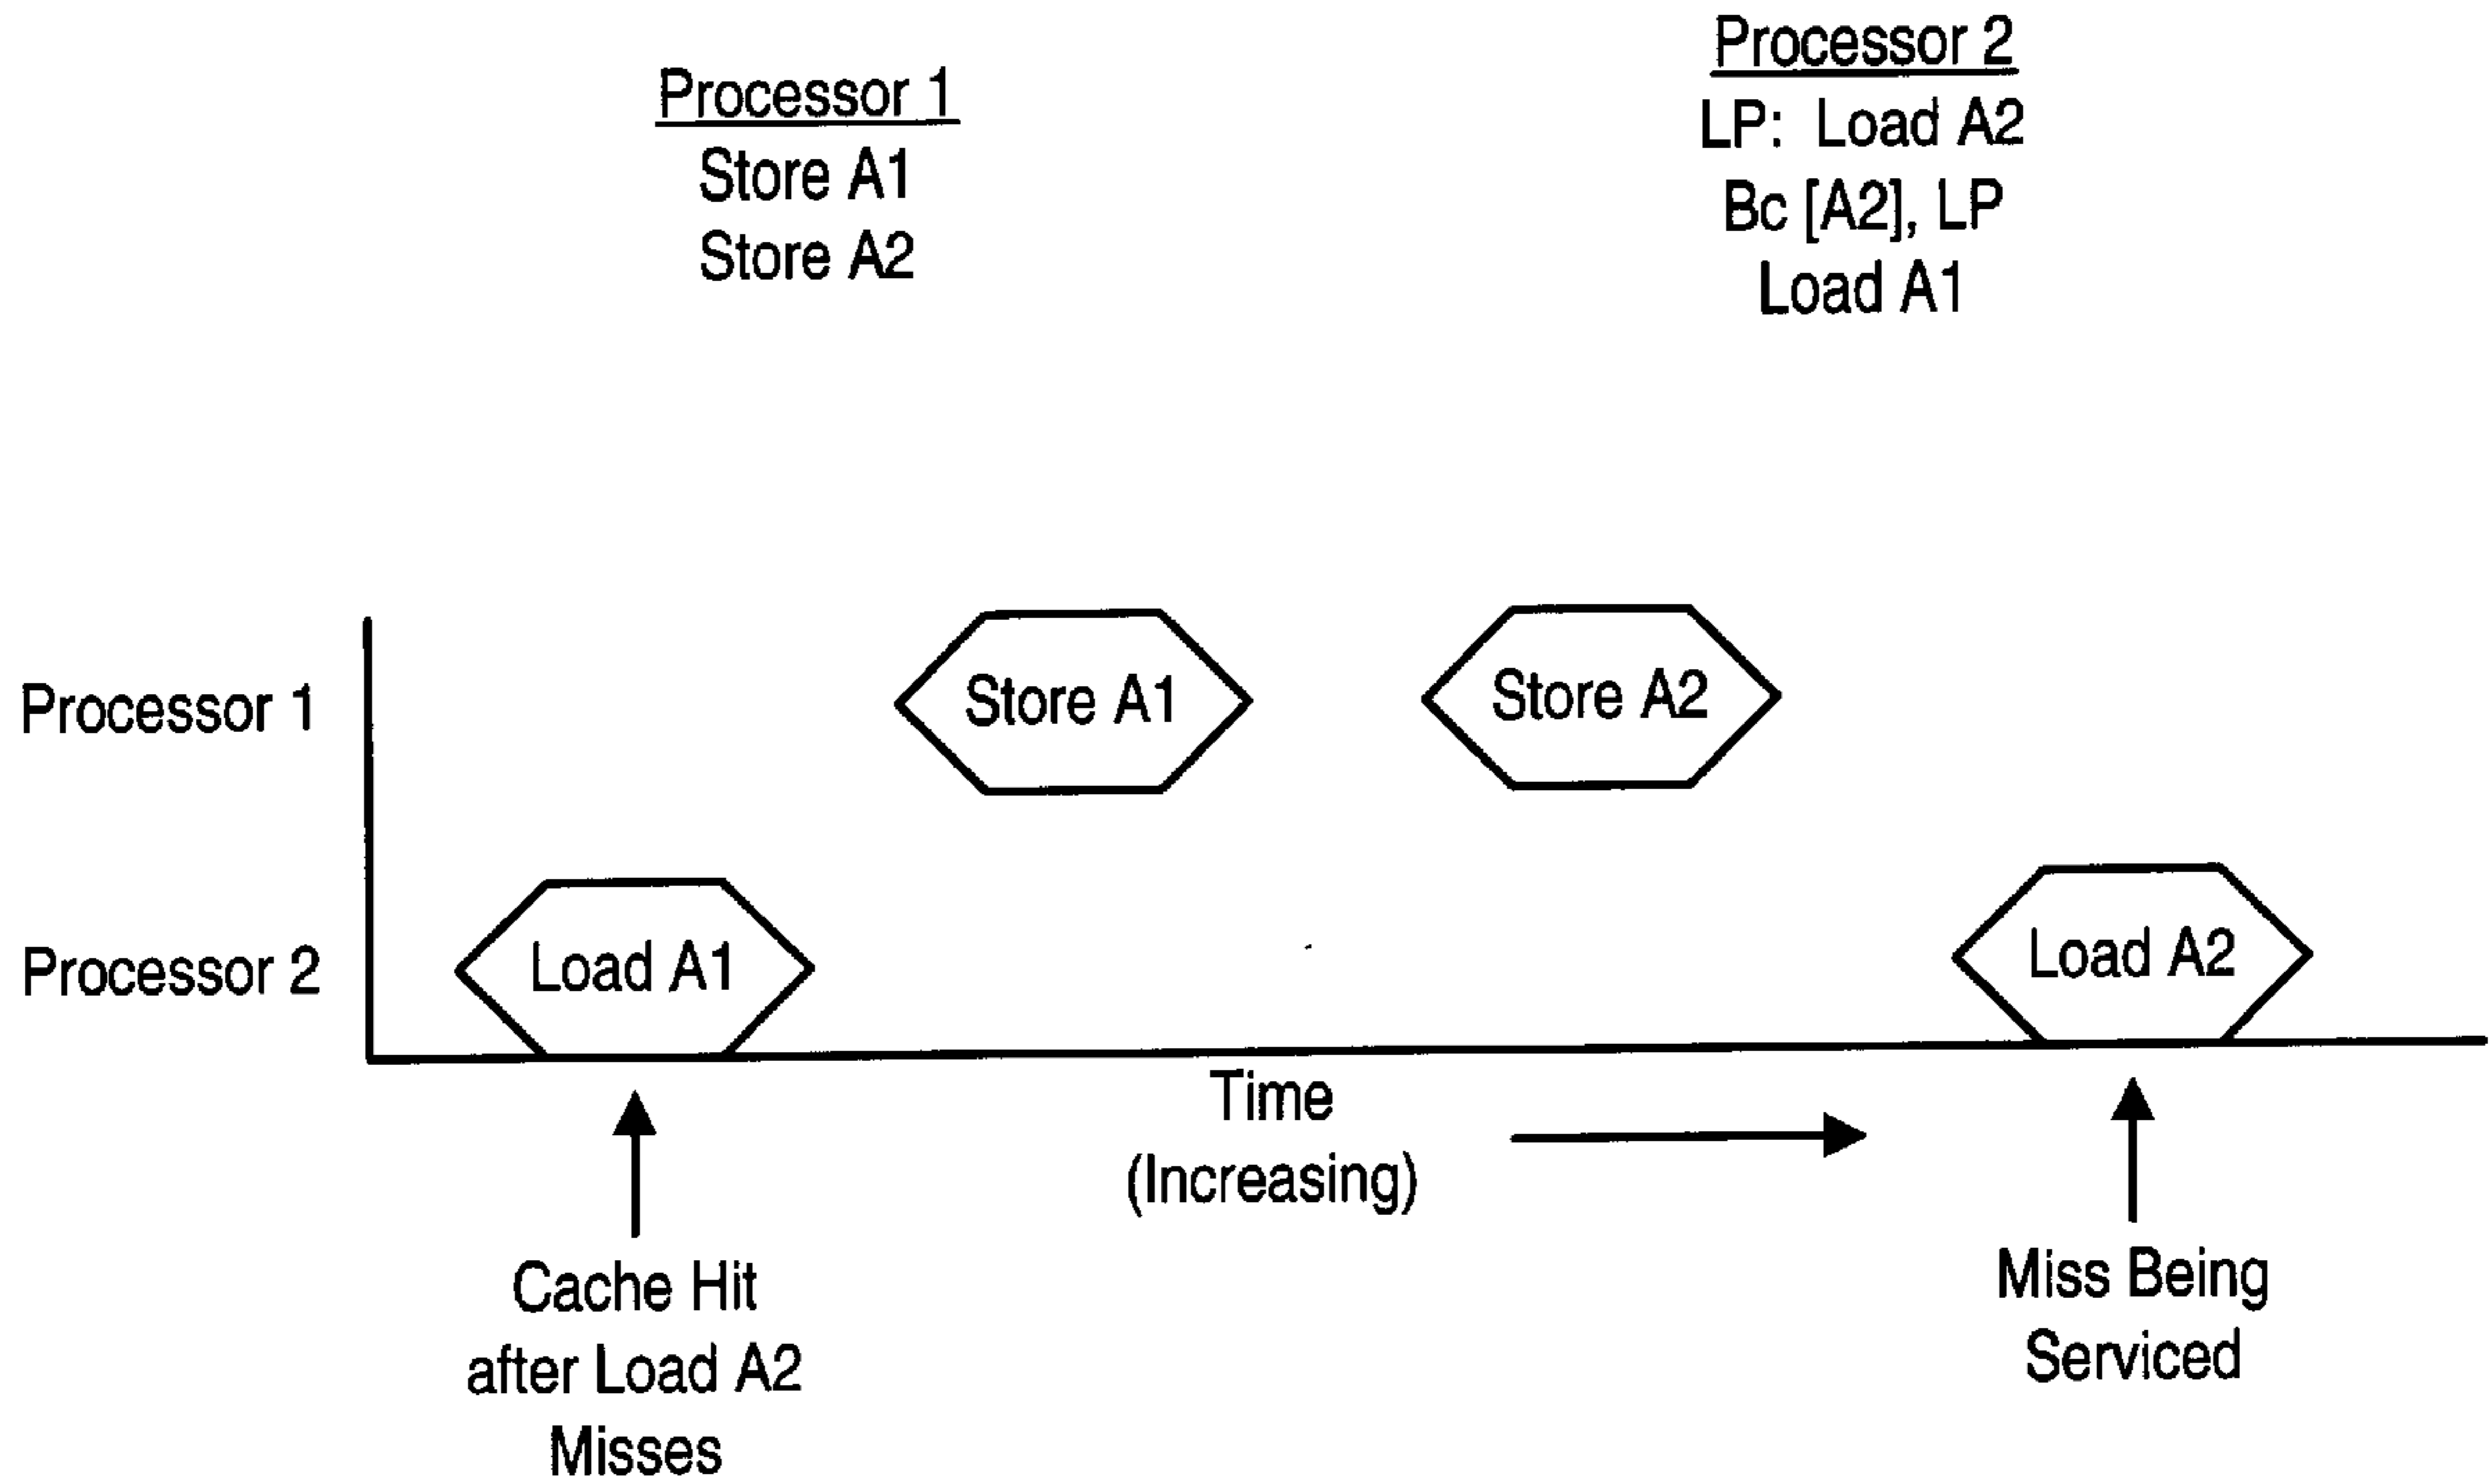 Processor 1
Store A1
Store A2
Processor 2
LP: Load A2
Bc [A2], LP
Load A1
Processor 1
Store A1
Store A2
Processor 2
Load A1
Load A2
Time
(Increasing)
Cache Hit
after Load A2
Misses
Miss Being
Serviced